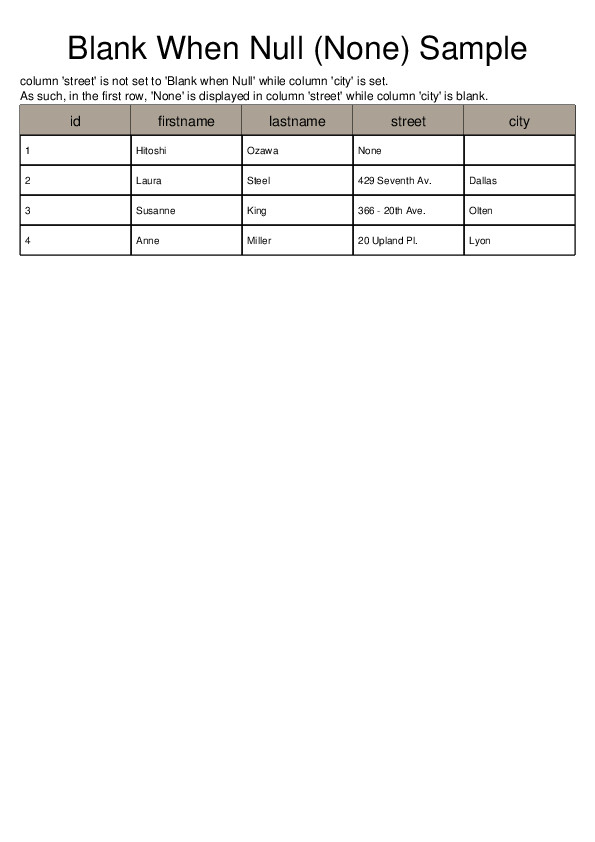 Blank When Null (None) Sample
column 'street' is not set to 'Blank when Null' while column 'city' is set.
As such, in the first row, 'None' is displayed in column 'street' while column 'city' is blank.
id firstname lastname street city
1 Hitoshi Ozawa None
2 Laura Steel 429 Seventh Av. Dallas
3 Susanne King 366 - 20th Ave. Olten
4 Anne Miller 20 Upland Pl. Lyon